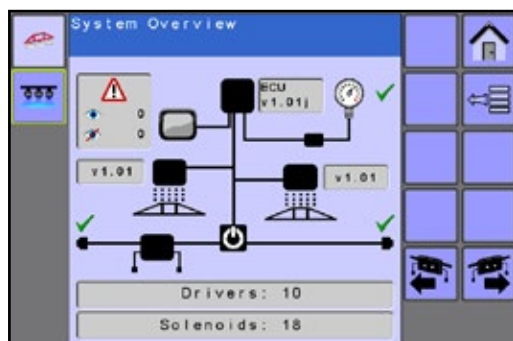 System Overview
ECU
v1.01j
0
0
v1.01
v1.01
Drivers: 10
Solenoids: 18